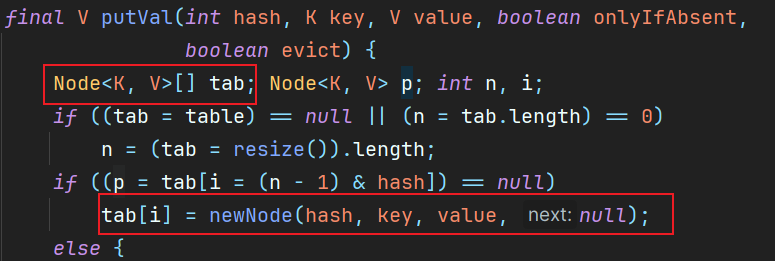 final V putVal(int hash, K key, V value, boolean onlyIfAbsent,
boolean evict) {
Node<K, V>[] tab; Node<K, V> p; int n, i;
if ((tab = table) == null || (n = tab.length) == 0)
n = (tab = resize()).length;
if ((p = tab[i = (n - 1) & hash]) == null)
tab[i] = newNode(hash, key, value, next: null);
else {